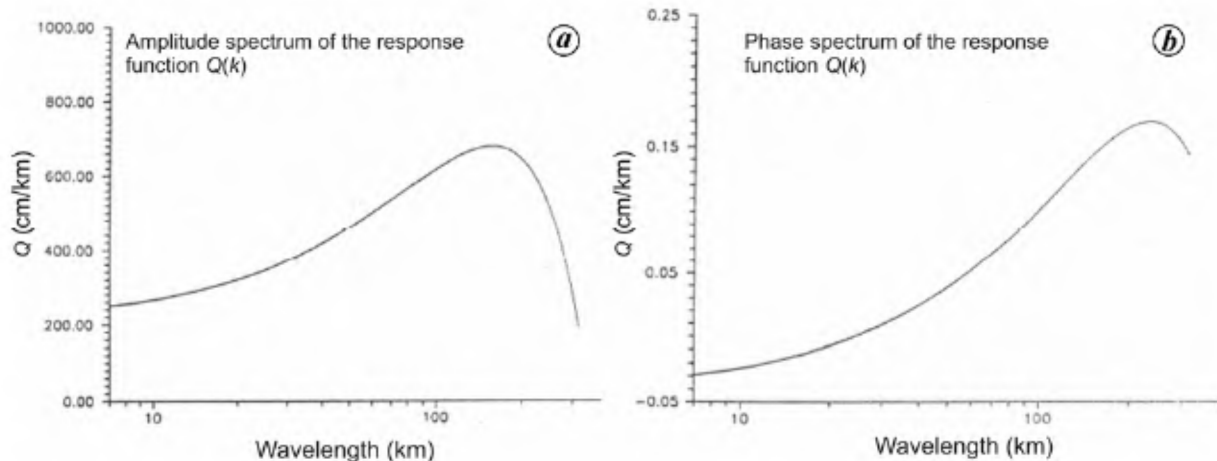 Amplitude spectrum of the response
function Q(k)
a
1000.00
800.00
600.00
400.00
200.00
0.00
Q (cm/km)
10
100
Wavelength (km)
Phase spectrum of the response
function Q(k)
b
0.25
0.15
0.05
−0.05
Q (cm/km)
10
100
Wavelength (km)